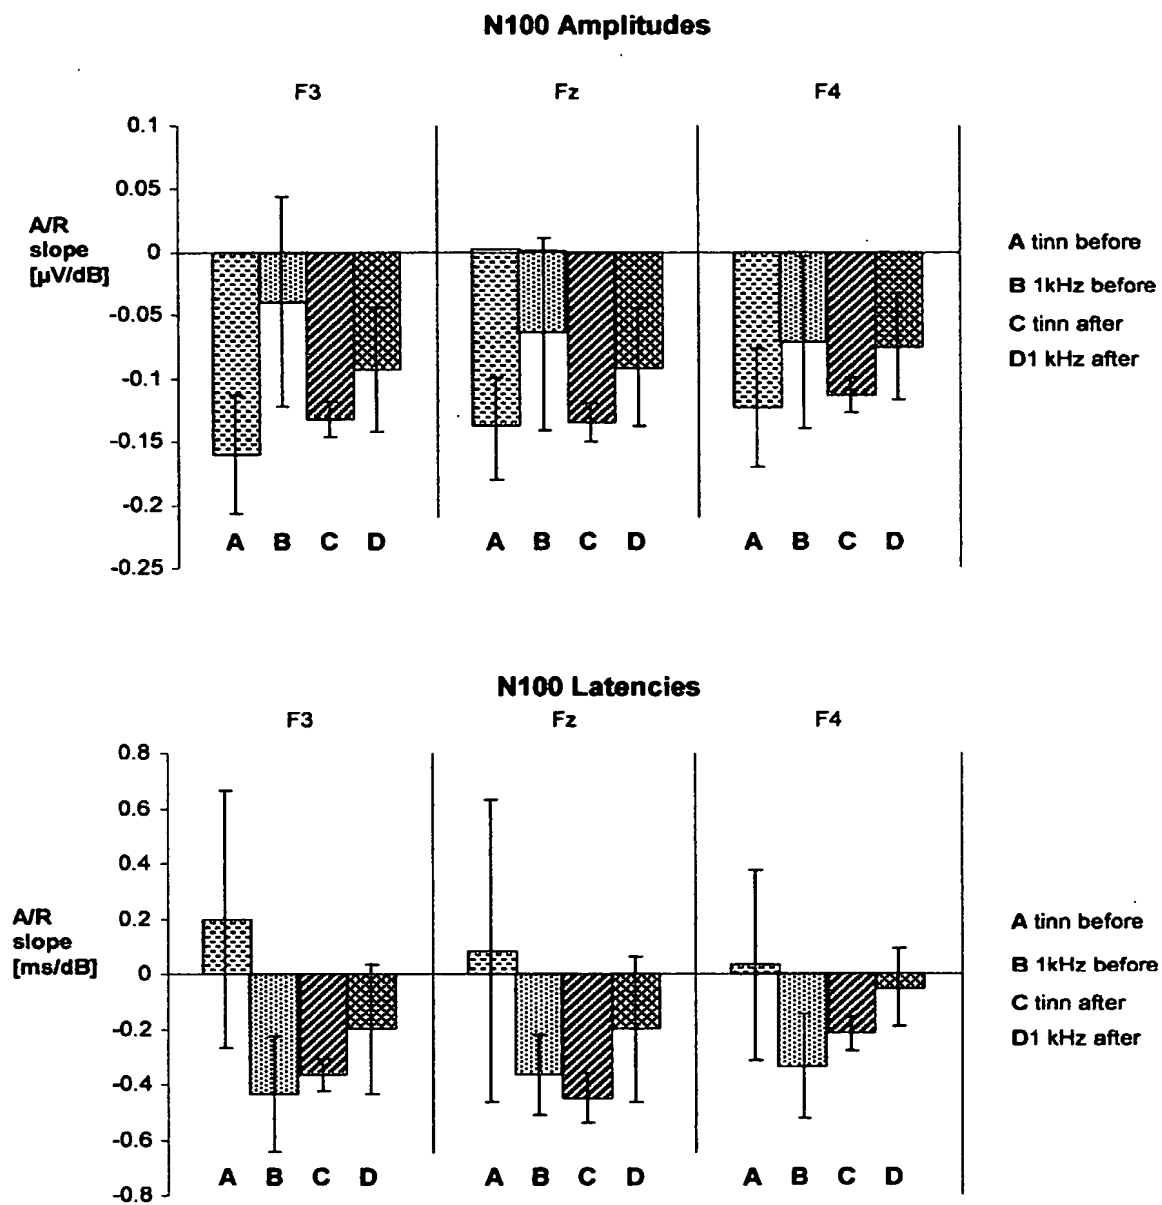 N100 Amplitudes
F3 Fz F4
0.1
0.05
0
-0.05
-0.1
-0.15
-0.2
-0.25
A/R
slope
[µV/dB]
A B C D A B C D A B C D
A tinn before
B 1kHz before
C tinn after
D1 kHz after
N100 Latencies
F3 Fz F4
0.8
0.6
0.4
0.2
0
-0.2
-0.4
-0.6
-0.8
A/R
slope
[ms/dB]
A B C D A B C D A B C D
A tinn before
B 1kHz before
C tinn after
D1 kHz after